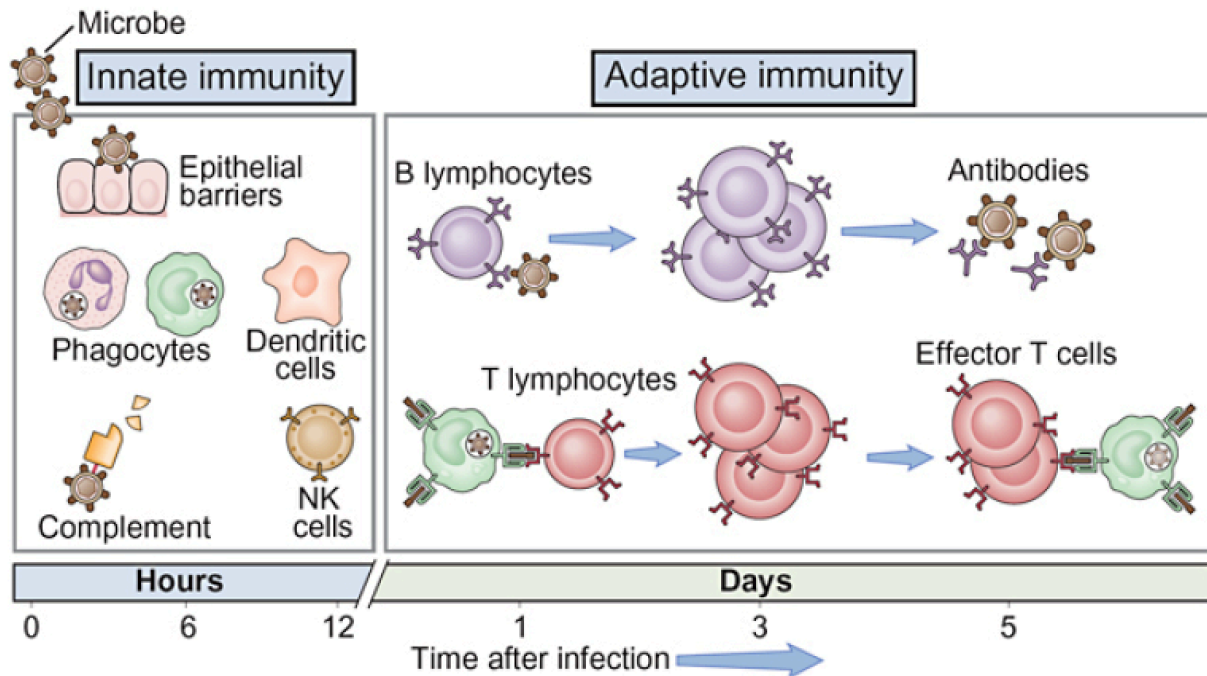 Microbe
Innate immunity
Adaptive immunity
Epithelial
barriers
Phagocytes
Dendritic
cells
Complement
NK
cells
B lymphocytes
Antibodies
T lymphocytes
Effector T cells
Hours
Days
0
6
12
1
3
5
Time after infection